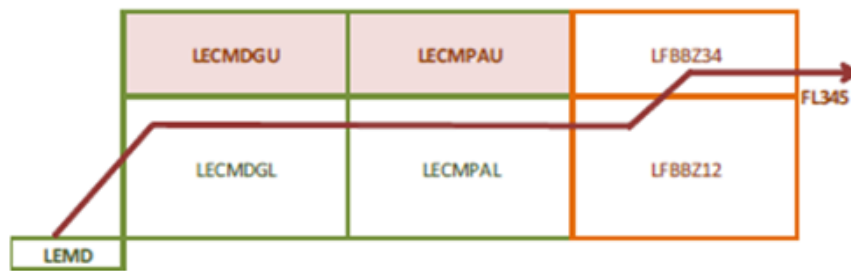 LECMDGU
LECMPAU
LFBBZ34
FL345
LECMDGL
LECMPAL
LFBBZ12
LEMD